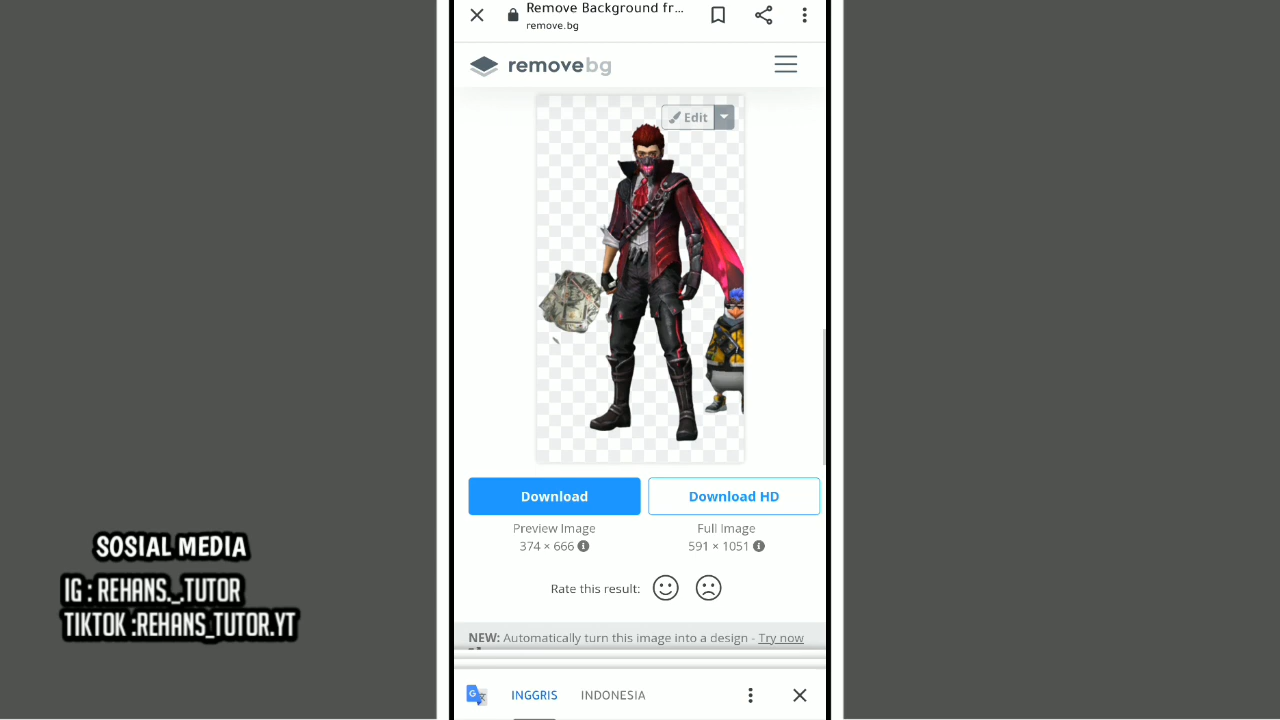 Remove Background fr...
remove.bg
removebg
Edit
Download
Download HD
Preview Image
Full Image
374 × 666
591 × 1051
Rate this result:
NEW: Automatically turn this image into a design - Try now
INGGRIS
INDONESIA
SOSIAL MEDIA
IG : REHANS._.TUTOR
TIKTOK :REHANS_TUTOR.YT